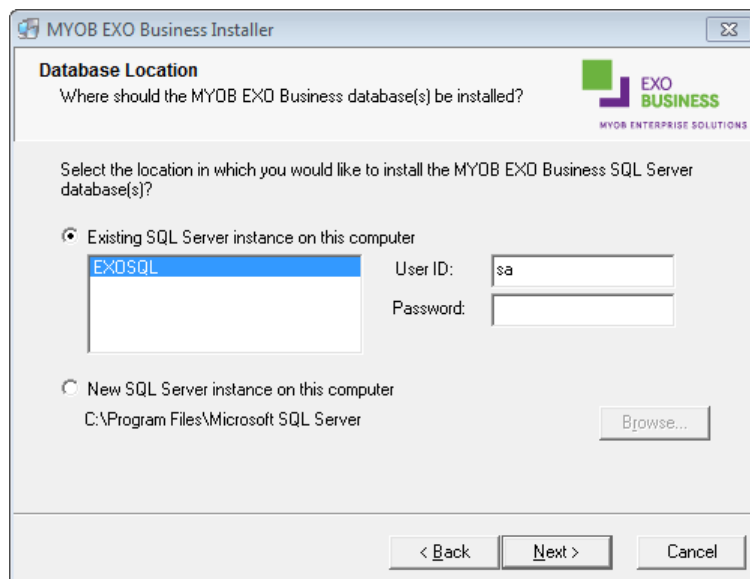 MYOB EXO Business Installer
Database Location
Where should the MYOB EXO Business database(s) be installed?
EXO
BUSINESS
MYOB ENTERPRISE SOLUTIONS
Select the location in which you would like to install the MYOB EXO Business SQL Server
database(s)?
Existing SQL Server instance on this computer
EXOSQL
User ID:
sa
Password:
New SQL Server instance on this computer
C:\Program Files\Microsoft SQL Server
Browse...
< Back
Next >
Cancel